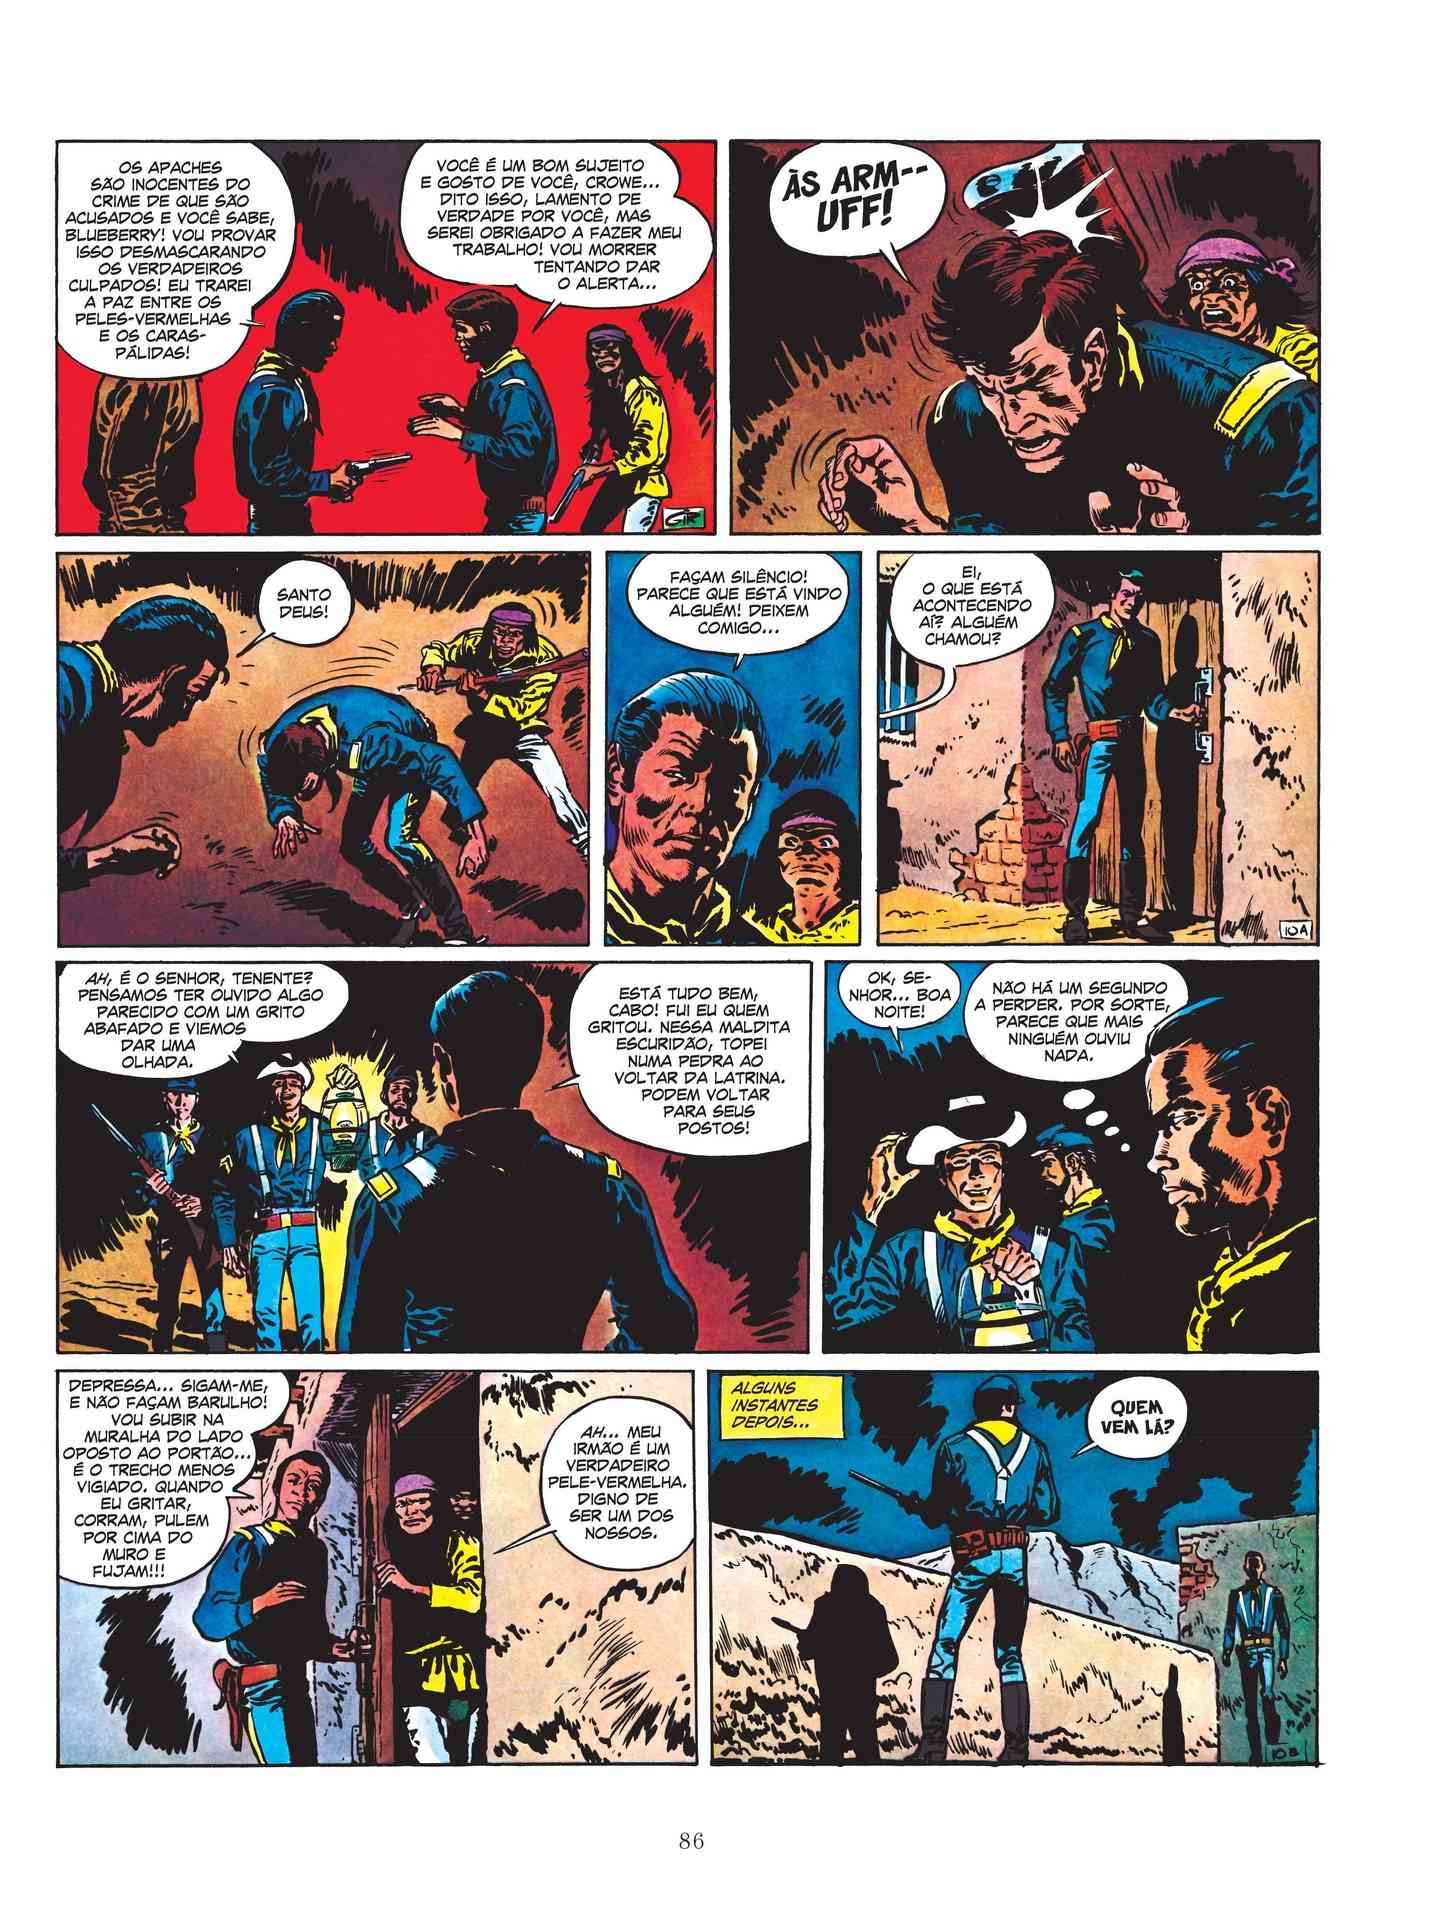 OS APACHES
SÃO INOCENTES DO
CRIME DE QUE SÃO
ACUSADOS E VOCÊ SABE,
BLUEBERRY! VOU PROVAR
ISSO DESMASCARANDO
OS VERDADEIROS
CULPADOS! EU TRAREI
A PAZ ENTRE OS
PELES-VERMELHAS
E OS CARAS-
PÁLIDAS!
VOCÊ É UM BOM SUJEITO
E GOSTO DE VOCÊ, CROWE...
DITO ISSO, LAMENTO DE
VERDADE POR VOCÊ, MAS
SEREI OBRIGADO A FAZER MEU
TRABALHO! VOU MORRER
TENTANDO DAR
O ALERTA...
GIR
ÀS ARM--
UFF!
SANTO
DEUS!
FAÇAM SILÊNCIO!
PARECE QUE ESTÁ VINDO
ALGUÉM! DEIXEM
COMIGO...
EI,
O QUE ESTÁ
ACONTECENDO
AÍ? ALGUÉM
CHAMOU?
10A
AH, É O SENHOR, TENENTE?
PENSAMOS TER OUVIDO ALGO
PARECIDO COM UM GRITO
ABAFADO E VIEMOS
DAR UMA
OLHADA.
ESTÁ TUDO BEM,
CABO! FUI EU QUEM
GRITOU. NESSA MALDITA
ESCURIDÃO, TOPEI
NUMA PEDRA AO
VOLTAR DA LATRINA.
PODEM VOLTAR
PARA SEUS
POSTOS!
OK, SE-
NHOR... BOA
NOITE!
NÃO HÁ UM SEGUNDO
A PERDER. POR SORTE,
PARECE QUE MAIS
NINGUÉM OUVIU
NADA.
DEPRESSA... SIGAM-ME,
E NÃO FAÇAM BARULHO!
VOU SUBIR NA
MURALHA DO LADO
OPOSTO AO PORTÃO...
É O TRECHO MENOS
VIGIADO. QUANDO
EU GRITAR,
CORRAM, PULEM
POR CIMA DO
MURO E
FUJAM!!!
AH... MEU
IRMÃO É UM
VERDADEIRO
PELE-VERMELHA.
DIGNO DE
SER UM DOS
NOSSOS.
ALGUNS
INSTANTES
DEPOIS...
QUEM
VEM LÁ?
10B
86